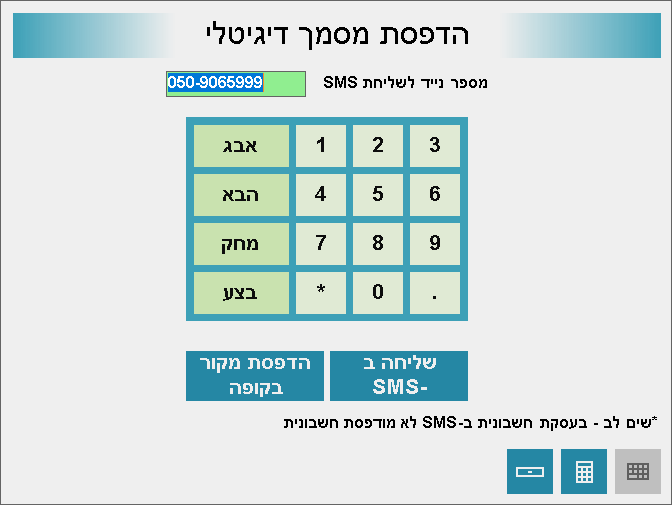 הדפסת מסמך דיגיטלי
מספר נייד לשליחת SMS 050-9065999
אבג 1 2 3
הבא 4 5 6
מחק 7 8 9
בצע * 0 .
שליחה ב
SMS-
הדפסת מקור
בקופה
*שים לב - בעסקת חשבונית ב-SMS לא מודפסת חשבונית